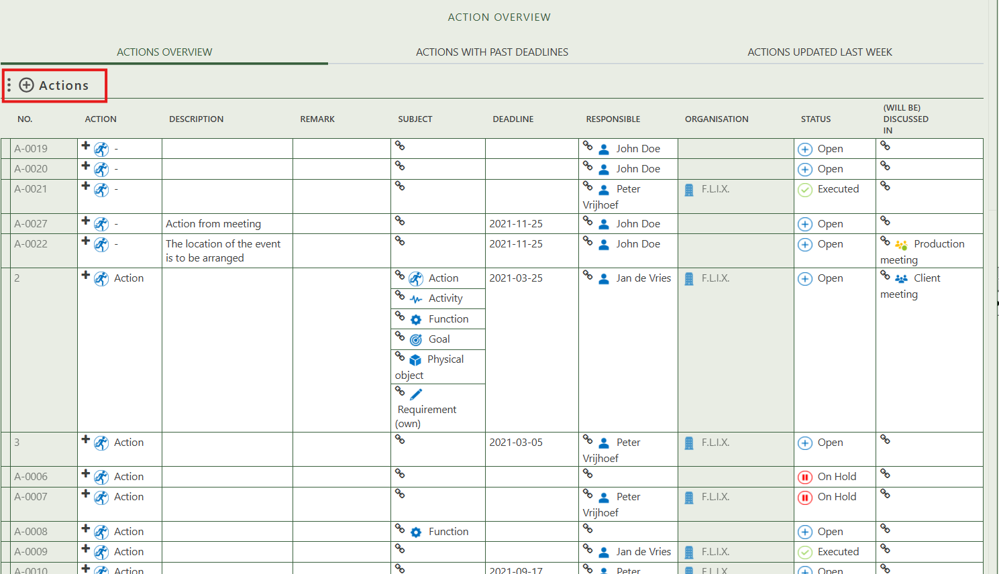 ACTION OVERVIEW
ACTIONS OVERVIEW ACTIONS WITH PAST DEADLINES ACTIONS UPDATED LAST WEEK
Actions
NO. ACTION DESCRIPTION REMARK SUBJECT DEADLINE RESPONSIBLE ORGANISATION STATUS (WILL BE)
DISCUSSED
IN
A-0019 - John Doe Open
A-0020 - John Doe Open
A-0021 - Peter F.L.I.X. Executed
Vrijhoef
A-0027 - Action from meeting 2021-11-25 John Doe Open
A-0022 - The location of the event 2021-11-25 John Doe Open Production
is to be arranged meeting
2 Action Action 2021-03-25 Jan de Vries F.L.I.X. Open Client
meeting
Activity
Function
Goal
Physical
object
Requirement
(own)
3 Action 2021-03-05 Peter F.L.I.X. Open
Vrijhoef
A-0006 Action On Hold
A-0007 Action Peter F.L.I.X. On Hold
Vrijhoef
A-0008 Action Function Open
A-0009 Action Jan de Vries F.L.I.X. Executed
A-0010 Action 2021-09-17 Peter F.L.I.X. Open